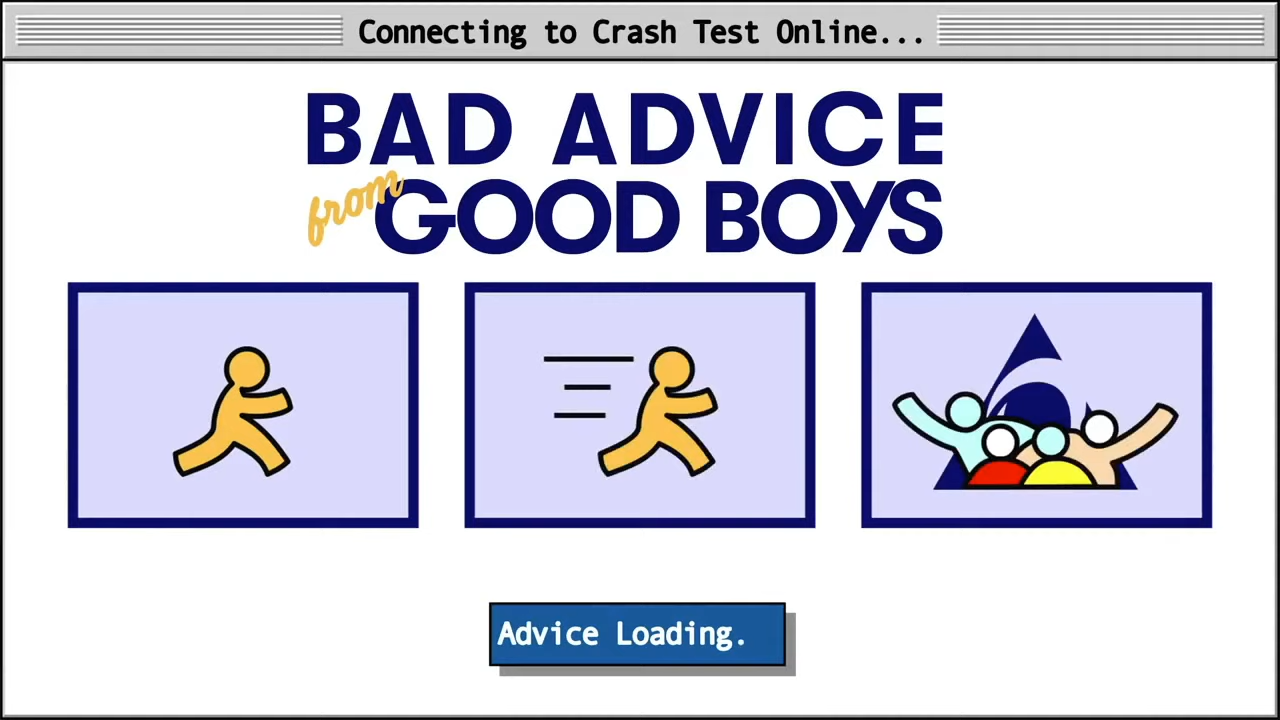 Connecting to Crash Test Online...
BAD ADVICE
from GOOD BOYS
Advice Loading.